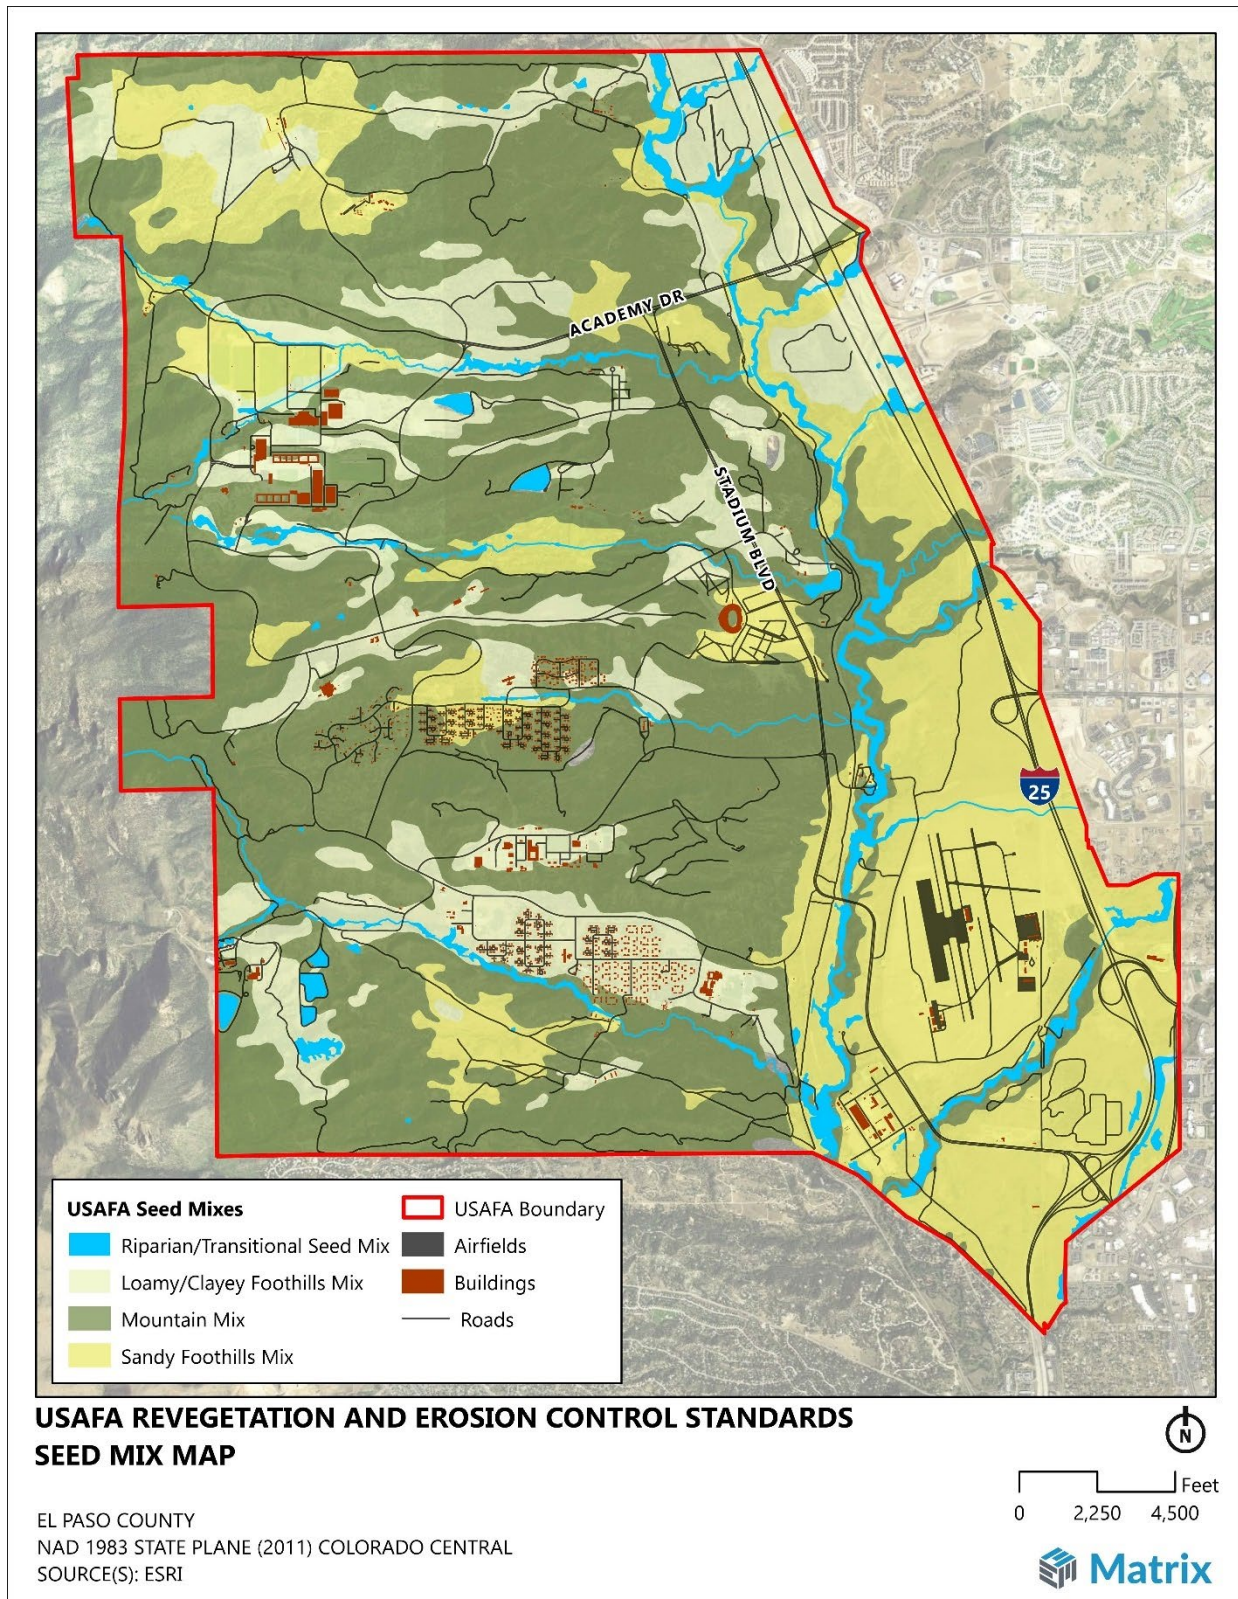 ACADEMY DR
STADIUM BLVD
25
USAFA Seed Mixes
Riparian/Transitional Seed Mix
Loamy/Clayey Foothills Mix
Mountain Mix
Sandy Foothills Mix
USAFA Boundary
Airfields
Buildings
Roads
USAFA REVEGETATION AND EROSION CONTROL STANDARDS
SEED MIX MAP
N
Feet
0 2,250 4,500
EL PASO COUNTY
NAD 1983 STATE PLANE (2011) COLORADO CENTRAL
SOURCE(S): ESRI
Matrix